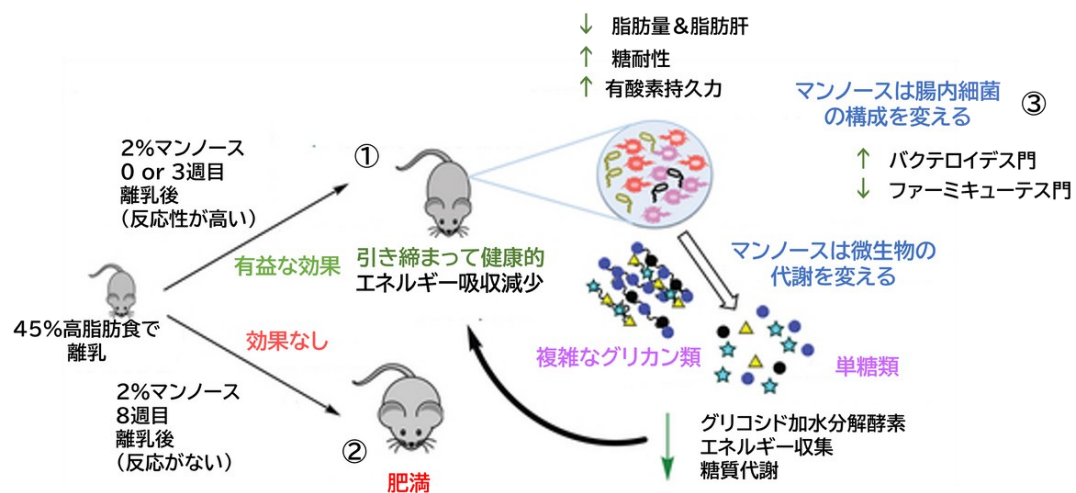 ↓ 脂肪量＆脂肪肝
↑ 糖耐性
↑ 有酸素持久力
マンノースは腸内細菌
の構成を変える
③
↑ バクテロイデス門
↓ ファーミキューテス門
2%マンノース
0 or 3週目
離乳後
（反応性が高い）
①
有益な効果
引き締まって健康的
エネルギー吸収減少
マンノースは微生物の
代謝を変える
45%高脂肪食で
離乳
効果なし
複雑なグリカン類
単糖類
2%マンノース
8週目
離乳後
（反応がない）
②
肥満
グリコシド加水分解酵素
エネルギー収集
糖質代謝